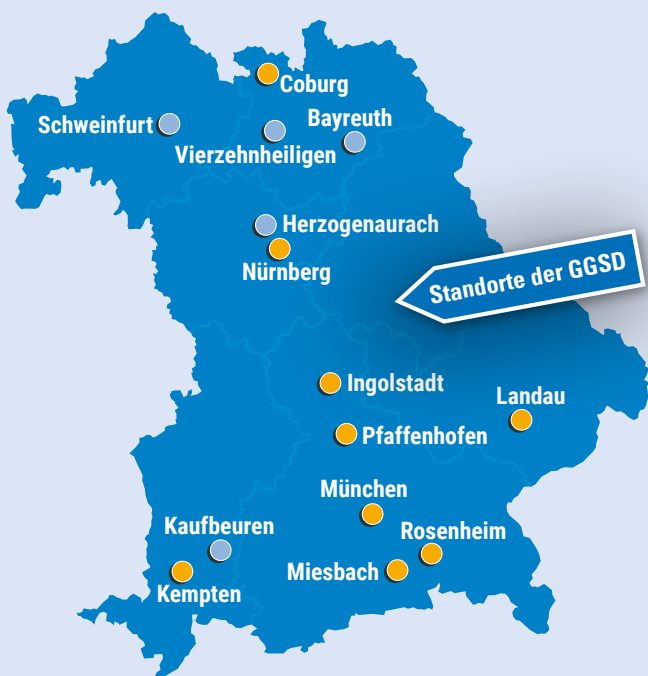 Coburg
Schweinfurt
Bayreuth
Vierzehnheiligen
Herzogenaurach
Nürnberg
Standorte der GGSD
Ingolstadt
Landau
Pfaffenhofen
München
Kaufbeuren
Rosenheim
Miesbach
Kempten